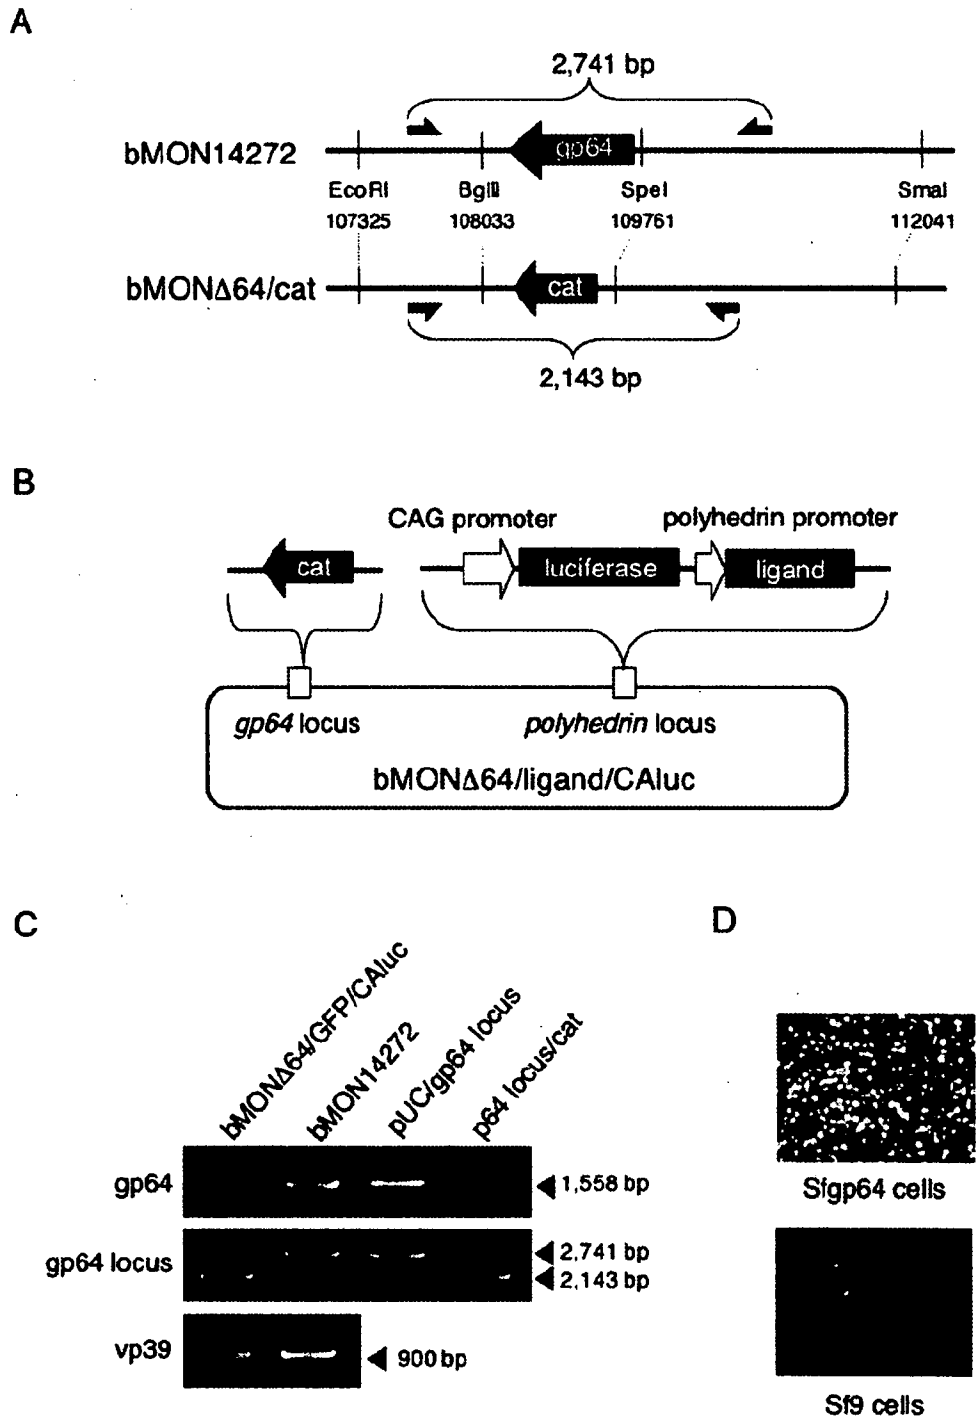 A
2,741 bp
bMON14272
gp64
EcoRI
BglII
SpeI
SmaI
107325
108033
109761
112041
bMONΔ64/cat
cat
2,143 bp
B
CAG promoter
polyhedrin promoter
cat
luciferase
ligand
gp64 locus
polyhedrin locus
bMONΔ64/ligand/CAluc
C
bMONΔ64/GFP/CAluc
bMON14272
pUC/gp64 locus
p64 locus/cat
gp64
1,558 bp
gp64 locus
2,741 bp
2,143 bp
vp39
900 bp
D
Sfgp64 cells
Sf9 cells